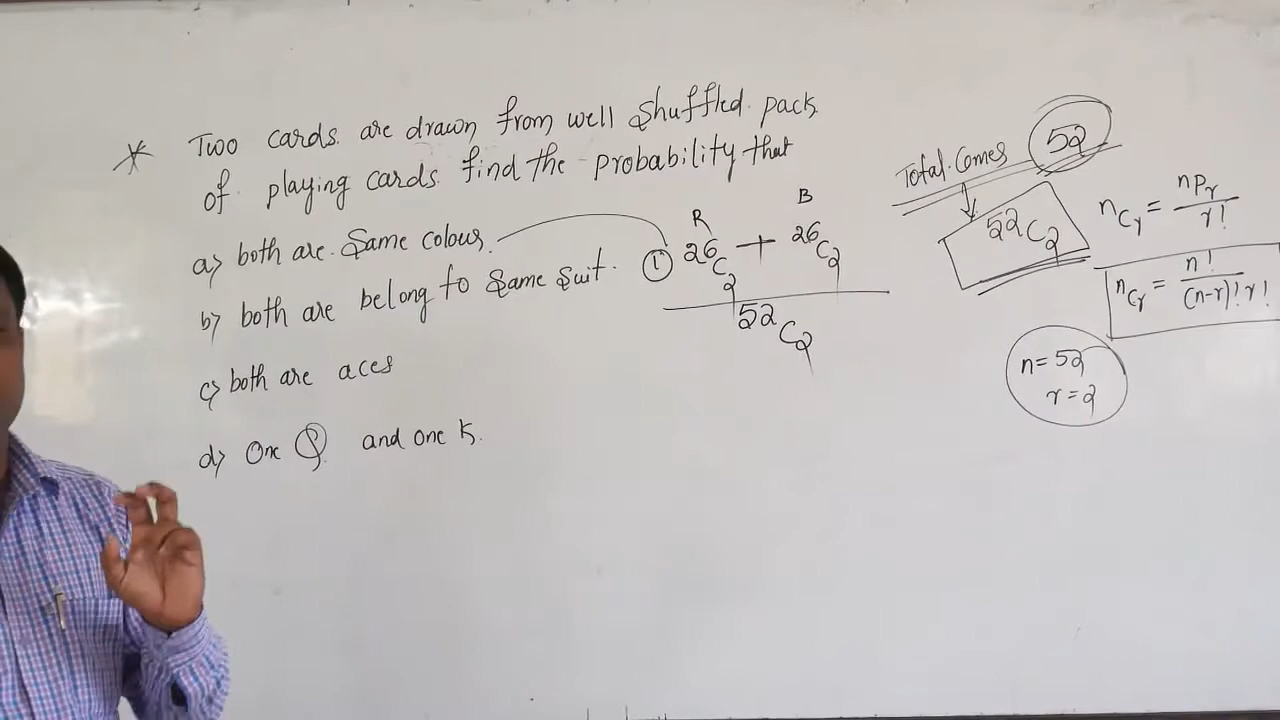 * Two cards are drawn from well shuffled pack
of playing cards find the probability that
a) both are same colour.
b) both are belong to same suit.
c) both are aces
d) One Q and one K.
R B
① 26C2 + 26C2
52C2
Total Comes 52
52C2
nCr = nPr / r!
nCr = n! / (n-r)! r!
n=52
r=2